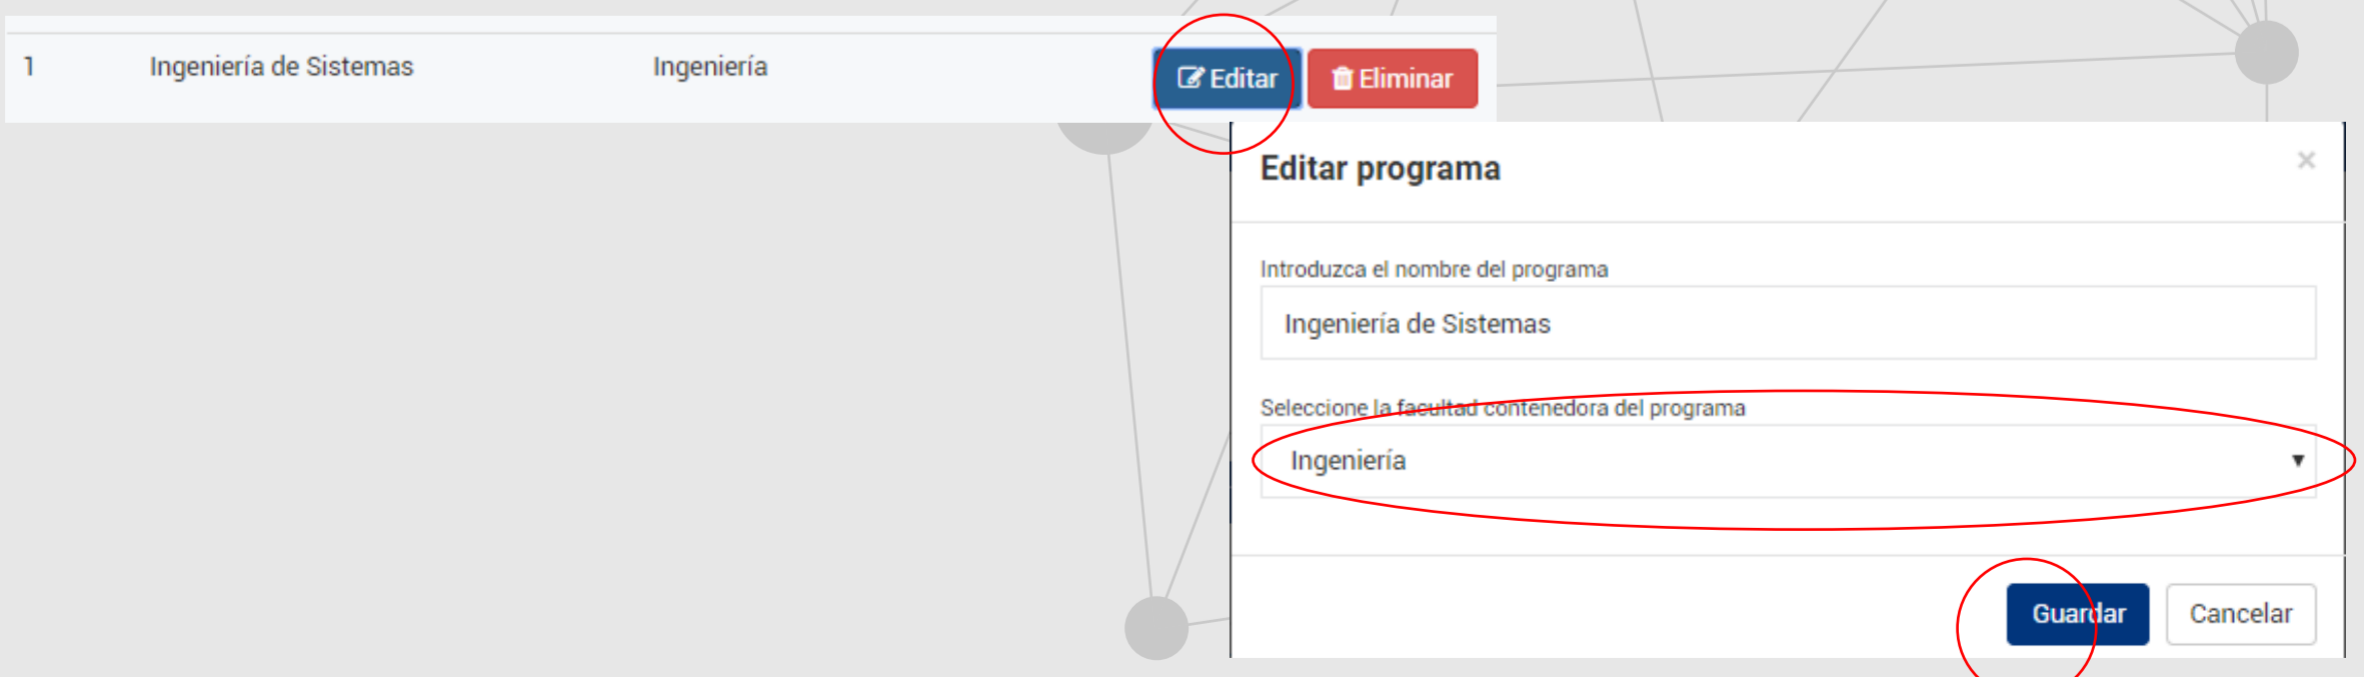 1 Ingeniería de Sistemas Ingeniería Editar Eliminar
Editar programa ×
Introduzca el nombre del programa
Ingeniería de Sistemas
Seleccione la facultad contenedora del programa
Ingeniería
Guardar Cancelar